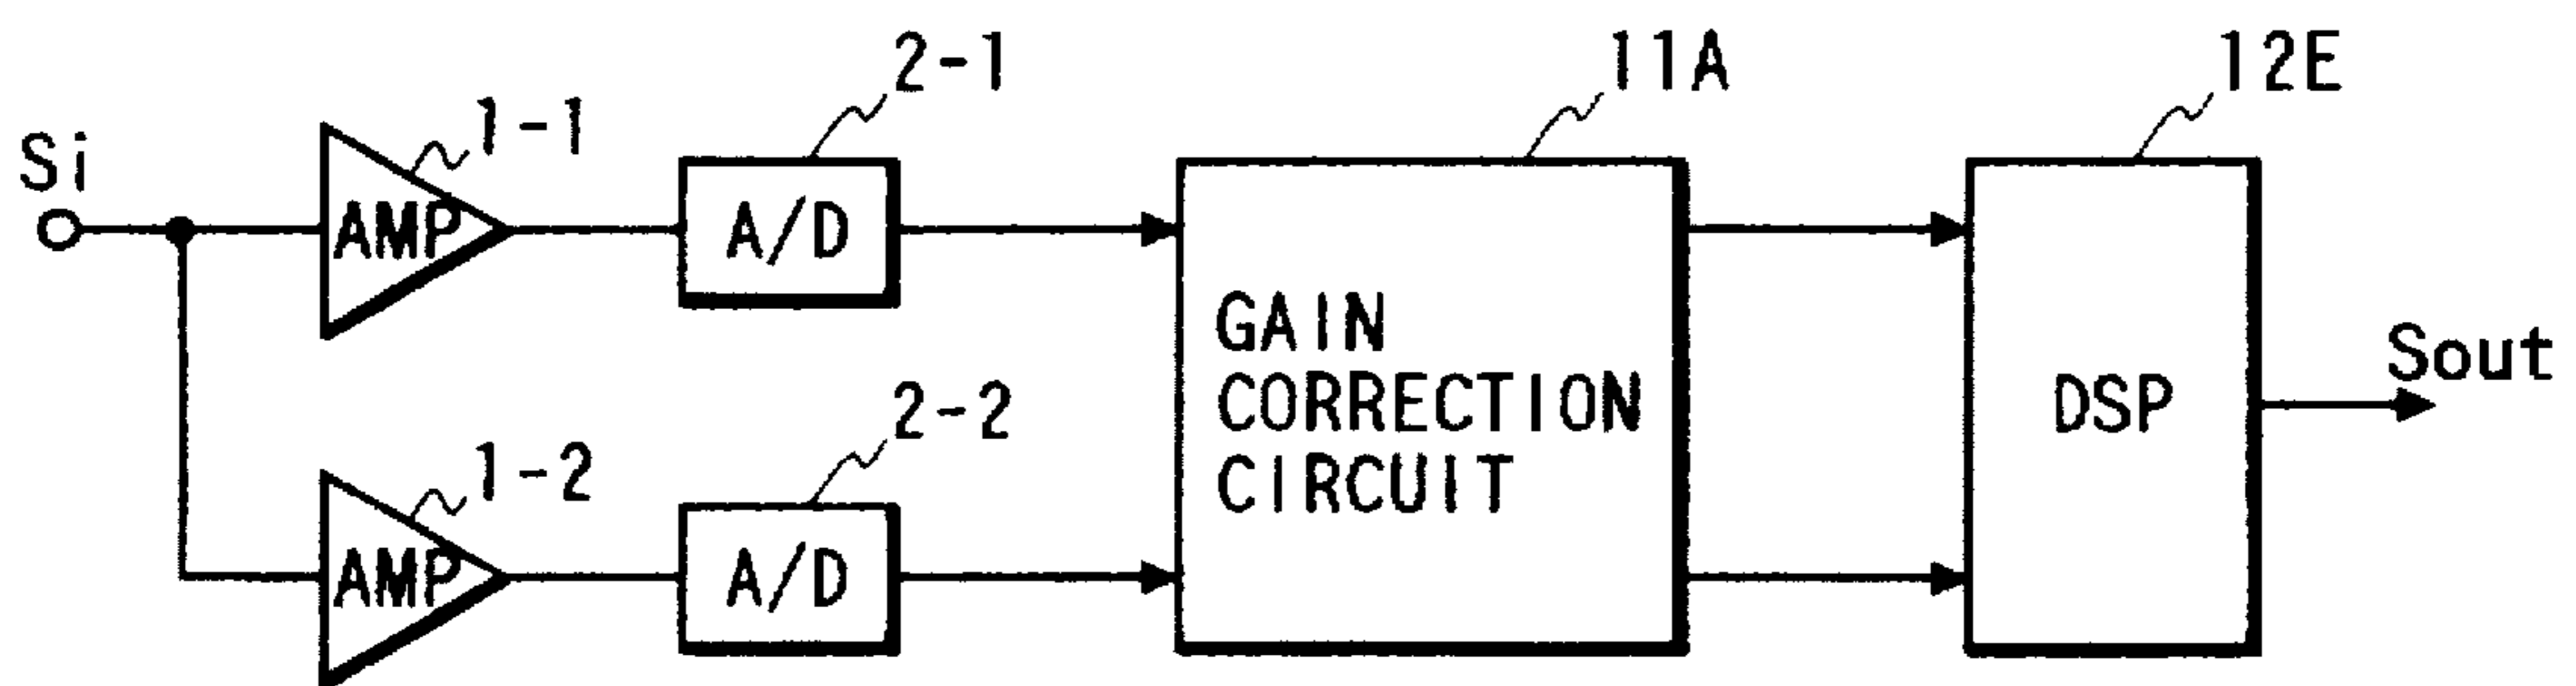 Si
AMP
1-1
A/D
2-1
AMP
1-2
A/D
2-2
GAIN
CORRECTION
CIRCUIT
11A
DSP
12E
Sout